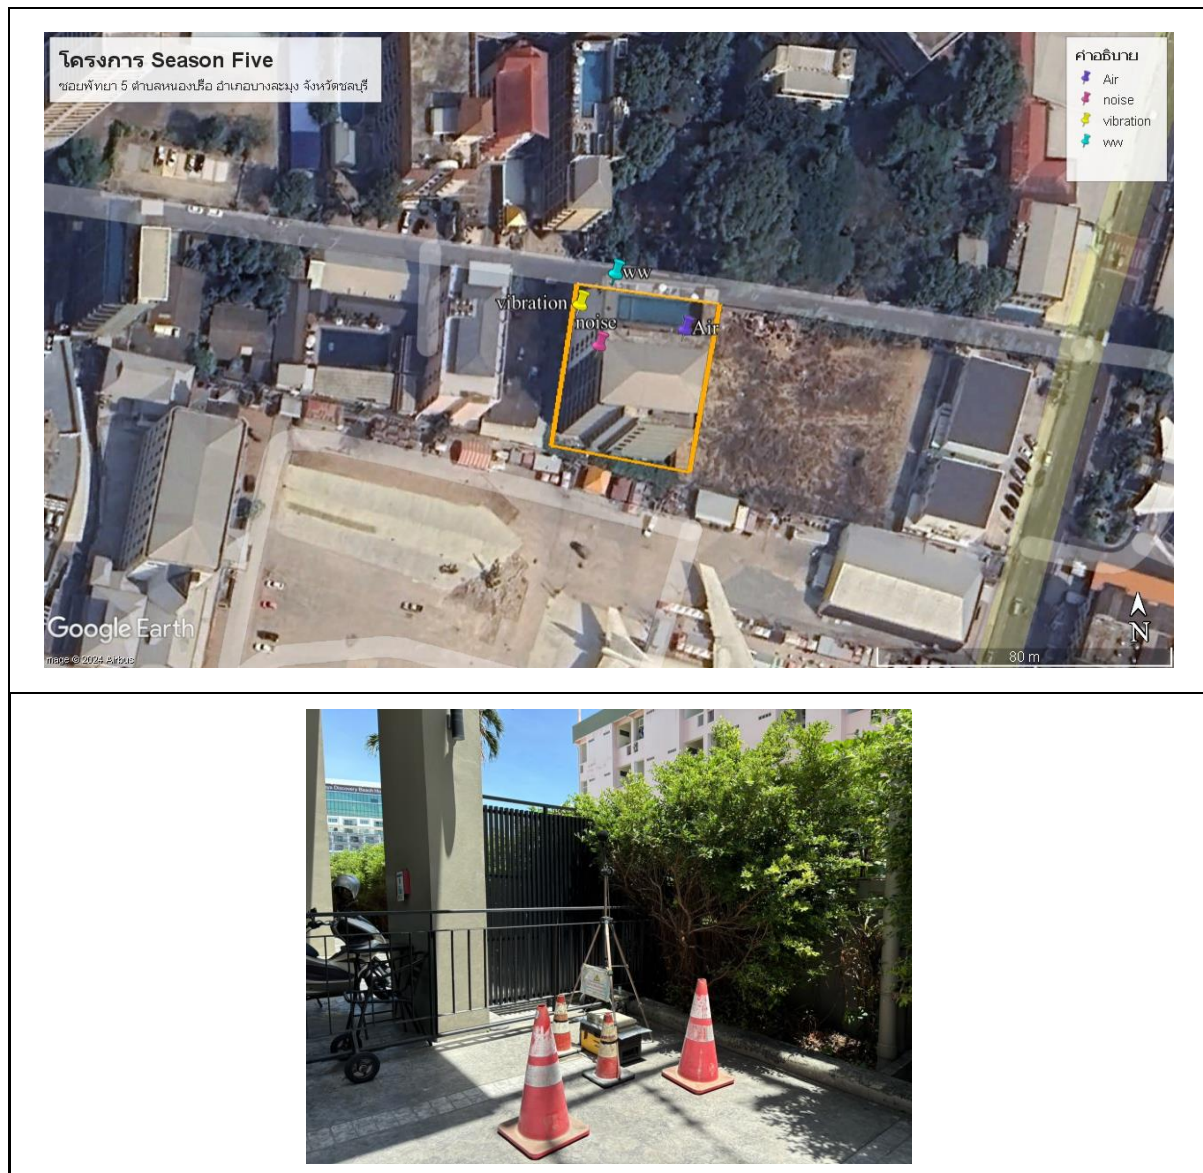 โครงการ Season Five
ซอยพัทยา 5 ตำบลหนองปรือ อำเภอบางละมุง จังหวัดชลบุรี
คำอธิบาย
Air
noise
vibration
ww
ww
vibration
noise
Air
Google Earth
mage © 2024 Airbus
80 m
N
Discovery Beach